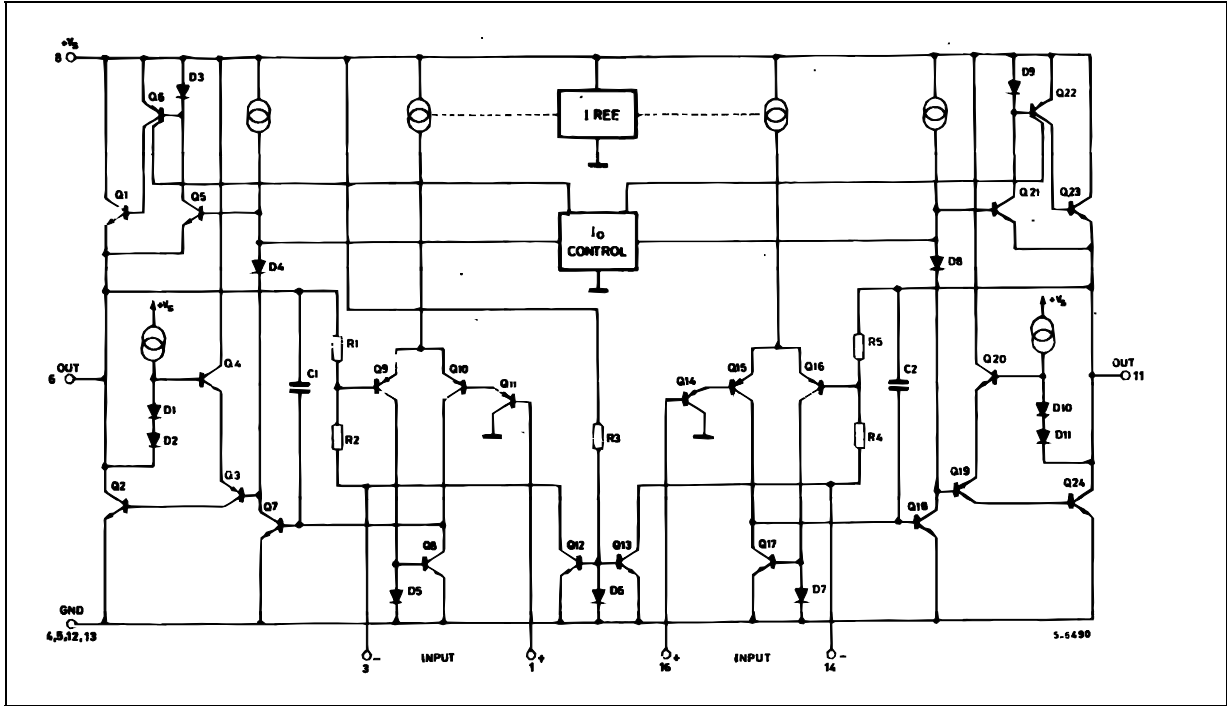 +Vs
8
D3
Q6
D9
Q22
I REE
Q1
Q5
Q21
Q23
Io
CONTROL
D4
D8
+Vs
+Vs
R1
R5
Q4
C1
Q9
Q10
Q11
Q14
Q15
Q16
C2
Q20
OUT
6
OUT
11
D1
D2
R2
R3
R4
D10
D11
Q2
Q3
Q7
Q8
Q12
Q13
Q17
Q18
Q19
Q24
D5
D6
D7
GND
4,5,12,13
S-6490
3 -
INPUT
1 +
16 +
INPUT
14 -